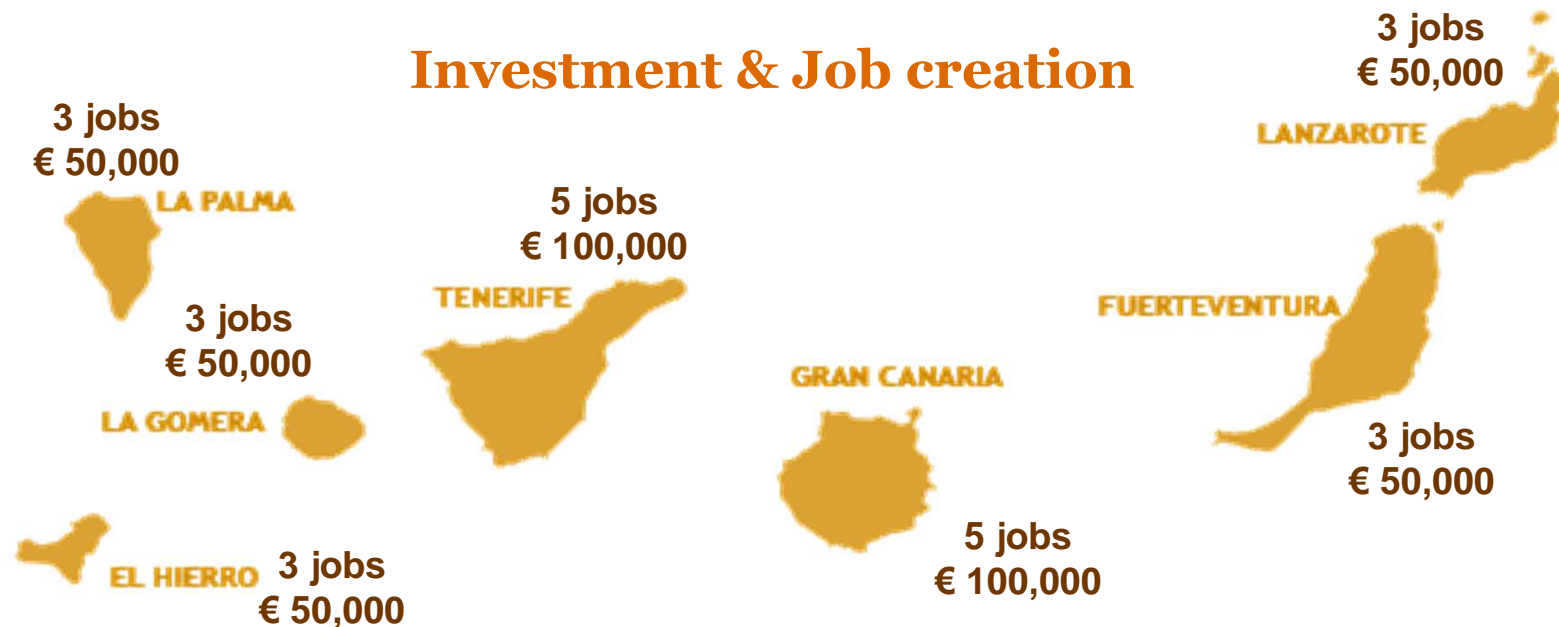 Investment & Job creation
3 jobs
€ 50,000
LANZAROTE
3 jobs
€ 50,000
LA PALMA
5 jobs
€ 100,000
TENERIFE
FUERTEVENTURA
3 jobs
€ 50,000
LA GOMERA
GRAN CANARIA
3 jobs
€ 50,000
5 jobs
€ 100,000
EL HIERRO
3 jobs
€ 50,000